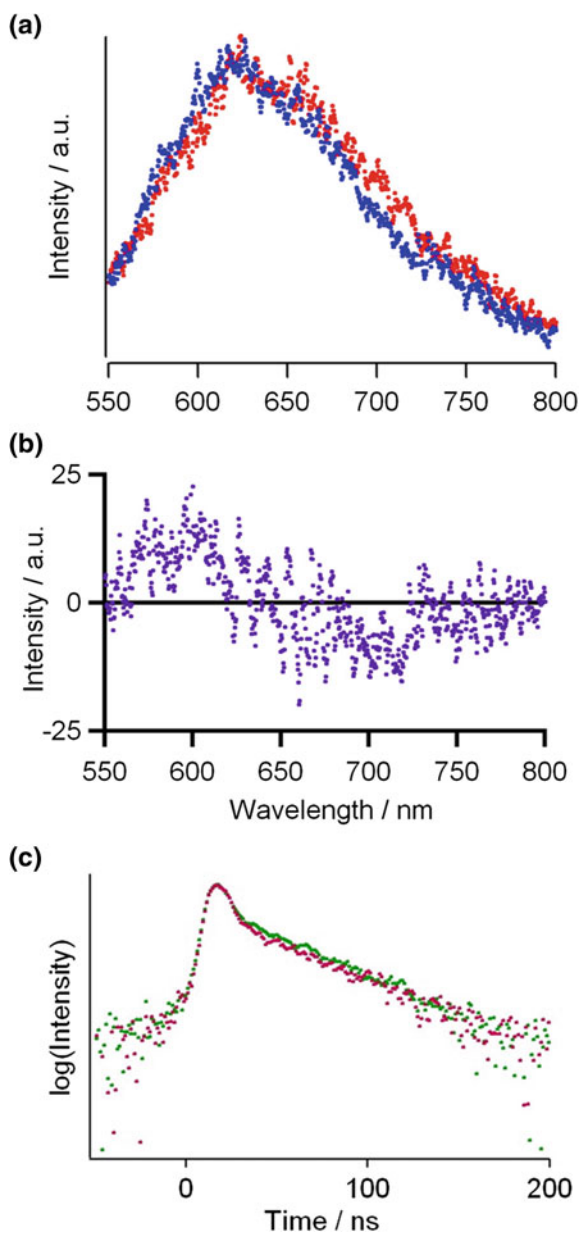 (a)
Intensity / a.u.
550 600 650 700 750 800
(b)
25
0
-25
Intensity / a.u.
550 600 650 700 750 800
Wavelength / nm
(c)
log(Intensity)
0 100 200
Time / ns